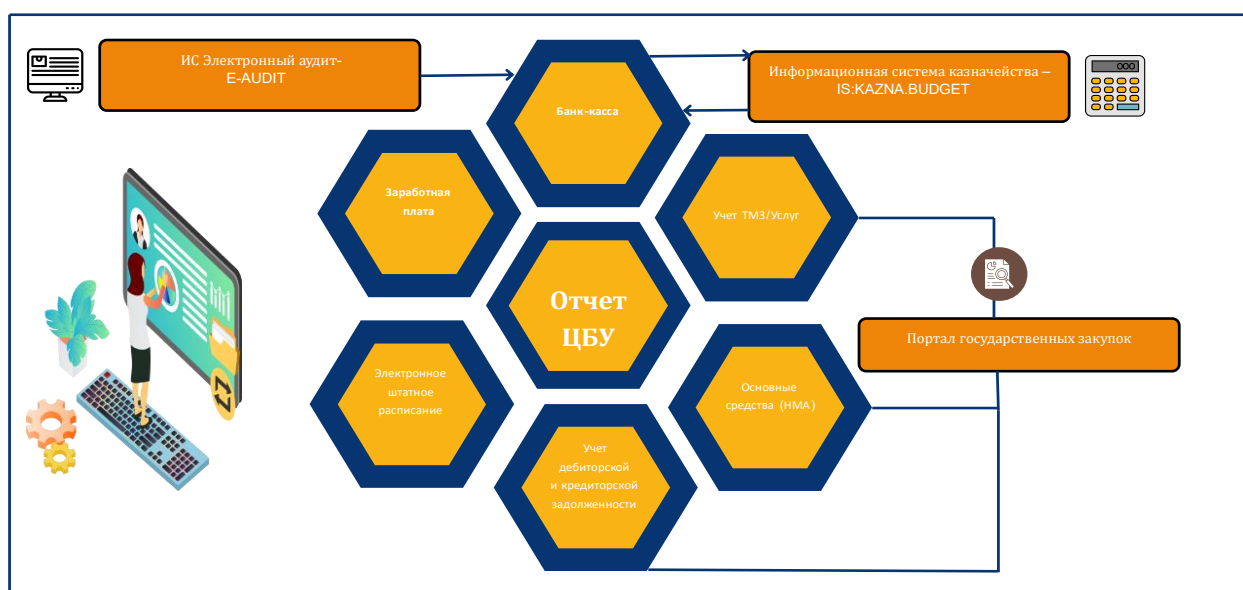 ИС Электронный аудит-
E-AUDIT
Информационная система казначейства –
IS:KAZNA.BUDGET
Банк-касса
Заработная
плата
Учет ТМЗ/Услуг
Отчет
ЦБУ
Портал государственных закупок
Электронное
штатное
расписание
Основные
средства (НМА)
Учет
дебиторской
и кредиторской
задолженности